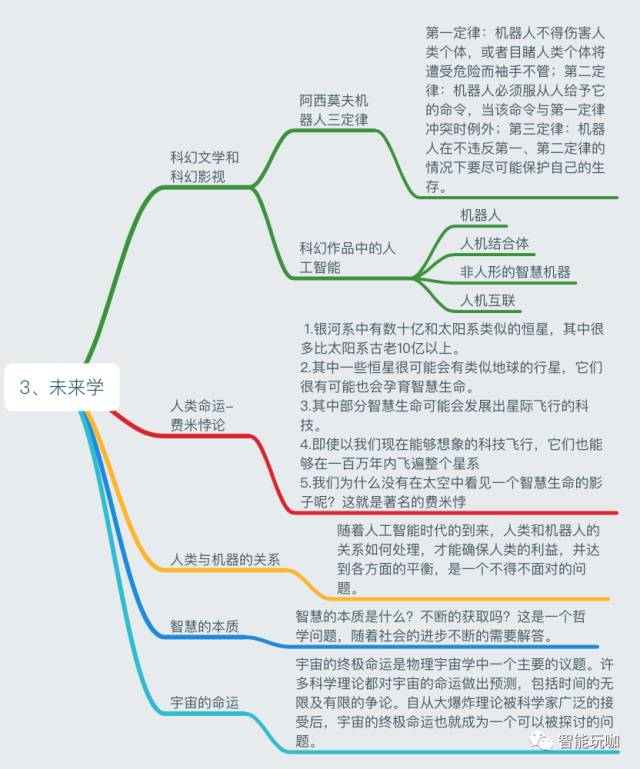 第一定律：机器人不得伤害人
类个体，或者目睹人类个体将
遭受危险而袖手不管；第二定
律：机器人必须服从人给予它
的命令，当该命令与第一定律
冲突时例外；第三定律：机器
人在不违反第一、第二定律的
情况下要尽可能保护自己的生
存。
阿西莫夫机
器人三定律
科幻文学和
科幻影视
科幻作品中的人
工智能
机器人
人机结合体
非人形的智慧机器
人机互联
3、未来学
1.银河系中有数十亿和太阳系类似的恒星，其中很
多比太阳系古老10亿以上。
2.其中一些恒星很可能会有类似地球的行星，它们
很有可能也会孕育智慧生命。
3.其中部分智慧生命可能会发展出星际飞行的科
技。
4.即使以我们现在能够想象的科技飞行，它们也能
够在一百万年内飞遍整个星系
5.我们为什么没有在太空中看见一个智慧生命的影
子呢？这就是著名的费米悖
人类命运-
费米悖论
随着人工智能时代的到来，人类和机器人的
关系如何处理，才能确保人类的利益，并达
到各方面的平衡，是一个不得不面对的问
题。
人类与机器的关系
智慧的本质是什么？不断的获取吗？这是一个哲
学问题，随着社会的进步不断的需要解答。
智慧的本质
宇宙的终极命运是物理宇宙学中一个主要的议题。许
多科学理论都对宇宙的命运做出预测，包括时间的无
限及有限的争论。自从大爆炸理论被科学家广泛的接
受后，宇宙的终极命运也就成为一个可以被探讨的问
题。
宇宙的命运
智能玩咖